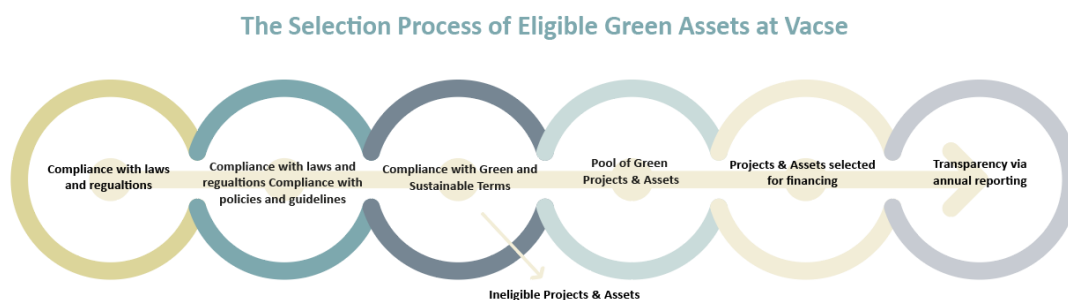 The Selection Process of Eligible Green Assets at Vacse
Compliance with laws
and regualtions
Compliance with laws and
regualtions Compliance with
policies and guidelines
Compliance with Green and
Sustainable Terms
Pool of Green
Projects & Assets
Projects & Assets selected
for financing
Transparency via
annual reporting
Ineligible Projects & Assets